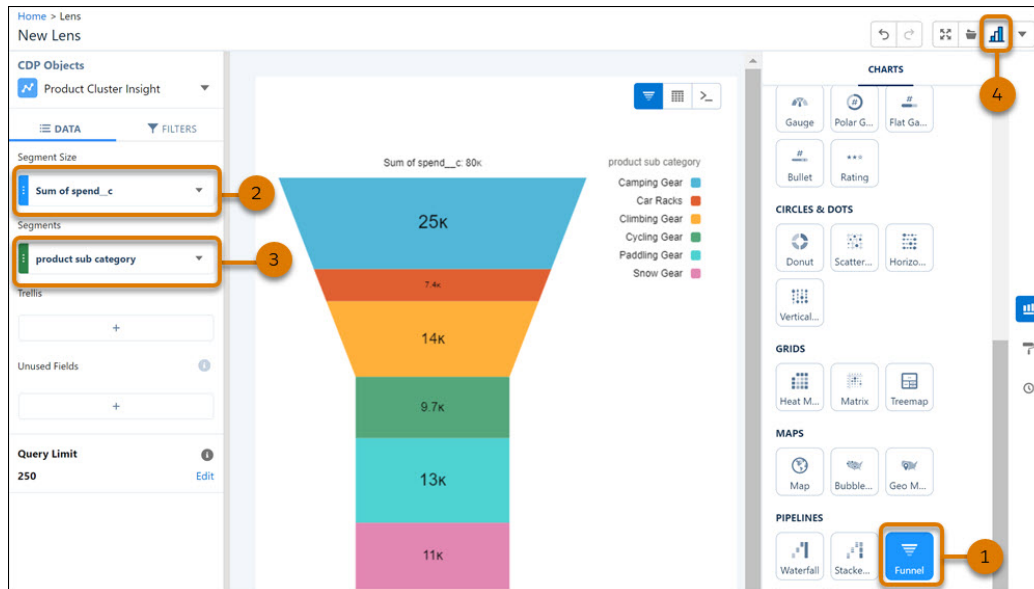 Home > Lens
New Lens
CDP Objects
Product Cluster Insight
DATA
FILTERS
Segment Size
Sum of spend__c
2
Segments
product sub category
3
Trellis
+
Unused Fields
+
Query Limit
250
Edit
Sum of spend__c: 80K
product sub category
Camping Gear
Car Racks
Climbing Gear
Cycling Gear
Paddling Gear
Snow Gear
25K
7.4K
14K
9.7K
13K
11K
4
CHARTS
Gauge
Polar G...
Flat Ga...
Bullet
Rating
CIRCLES & DOTS
Donut
Scatter...
Horizo...
Vertical...
GRIDS
Heat M...
Matrix
Treemap
MAPS
Map
Bubble...
Geo M...
PIPELINES
Waterfall
Stacke...
Funnel
1